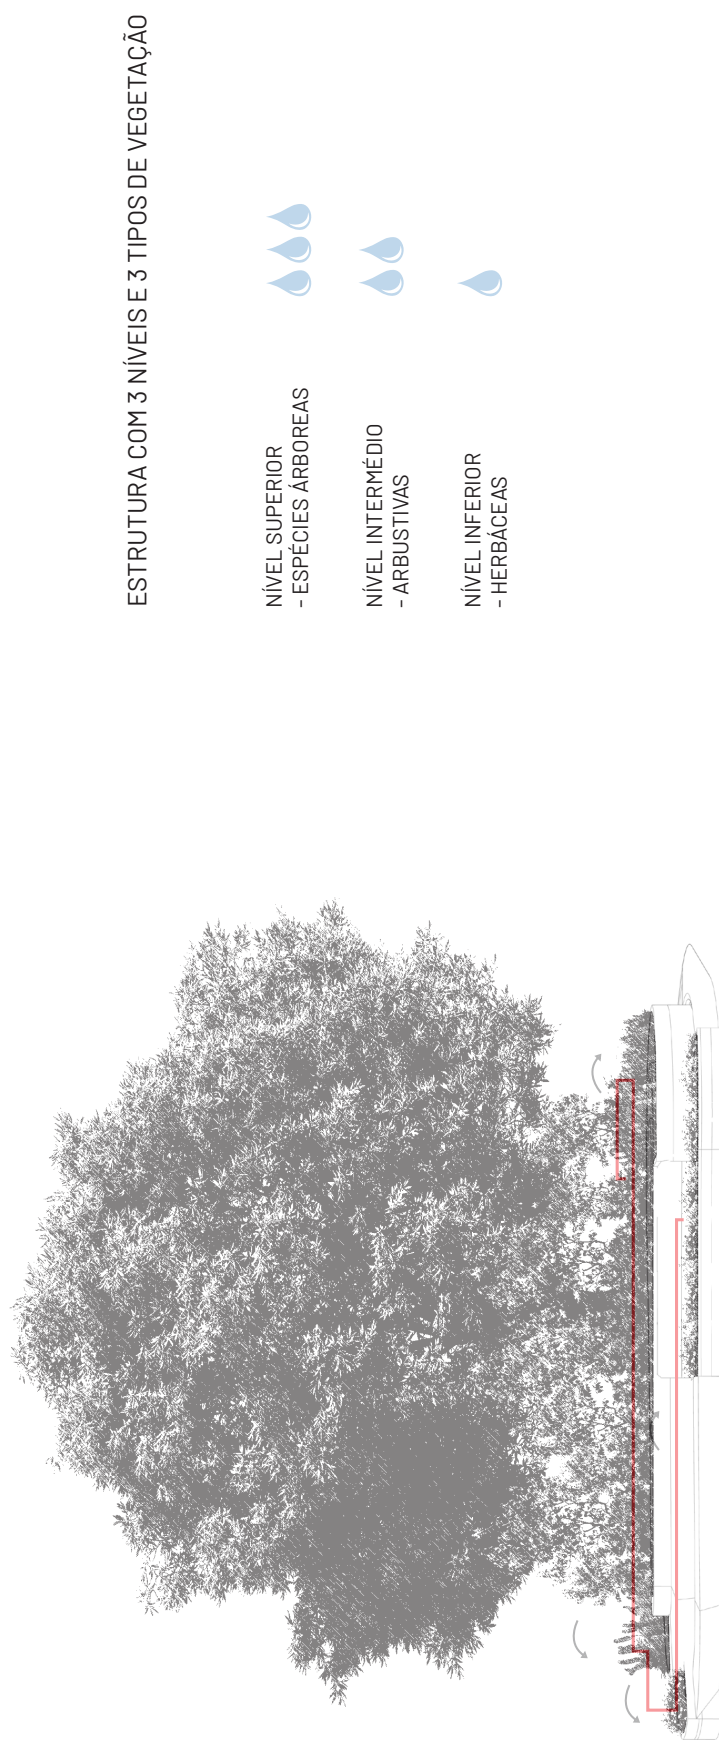 ESTRUTURA COM 3 NÍVEIS E 3 TIPOS DE VEGETAÇÃO
NÍVEL SUPERIOR
- ESPÉCIES ÁRBOREAS
NÍVEL INTERMÉDIO
- ARBUSTIVAS
NÍVEL INFERIOR
- HERBÁCEAS